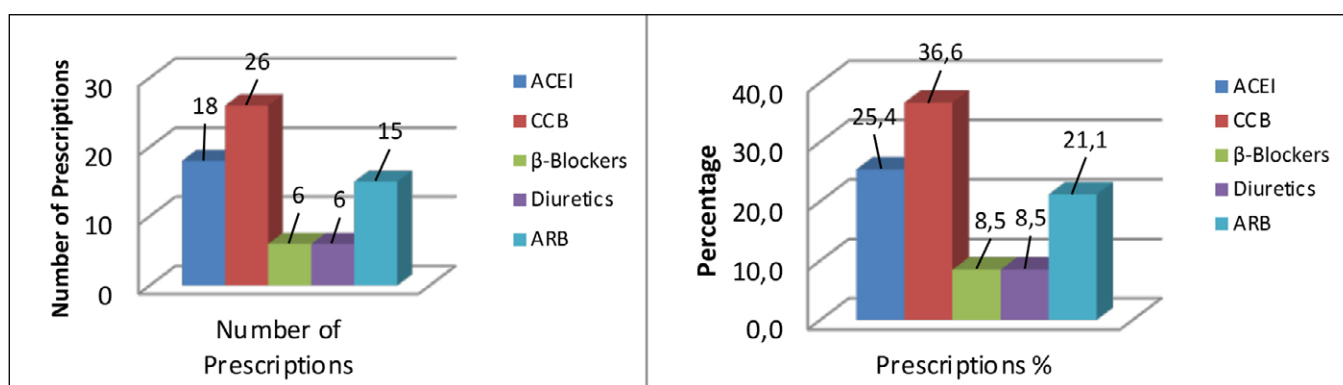 Number of Prescriptions
30
20
10
0
18
26
6
6
15
Number of
Prescriptions
ACEI
CCB
β-Blockers
Diuretics
ARB
Percentage
40,0
30,0
20,0
10,0
0,0
25,4
36,6
8,5
8,5
21,1
Prescriptions %
ACEI
CCB
β-Blockers
Diuretics
ARB